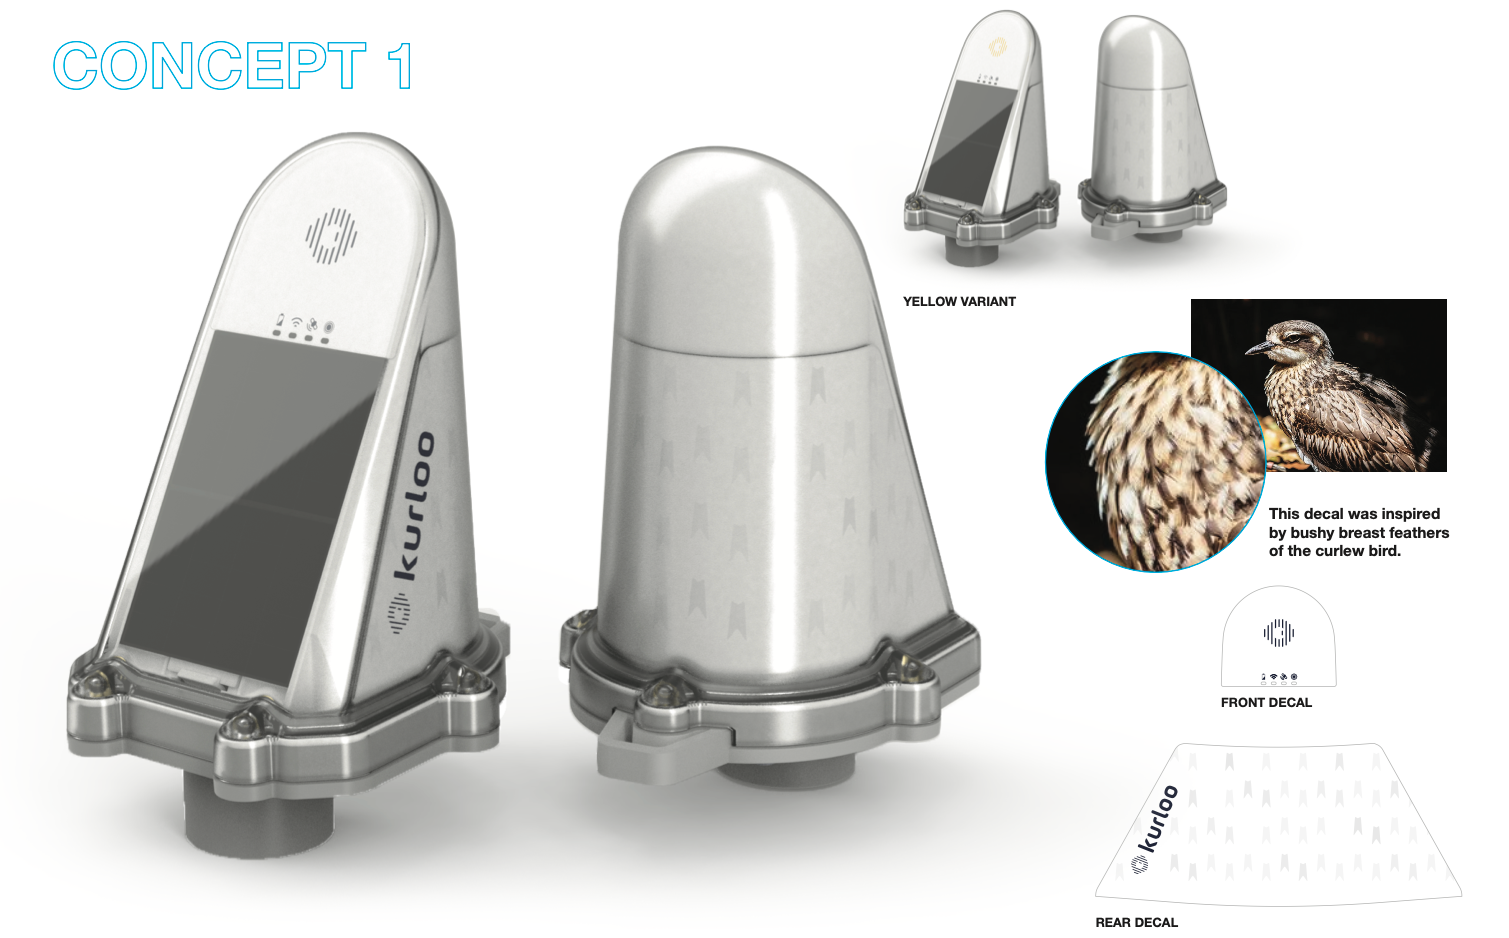 CONCEPT 1
kurloo
YELLOW VARIANT
This decal was inspired
by bushy breast feathers
of the curlew bird.
FRONT DECAL
kurloo
REAR DECAL